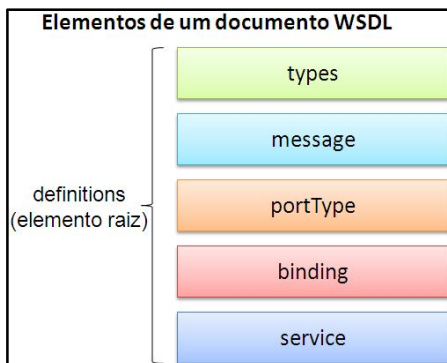 Elementos de um documento WSDL
types
message
definitions
(elemento raiz)
portType
binding
service